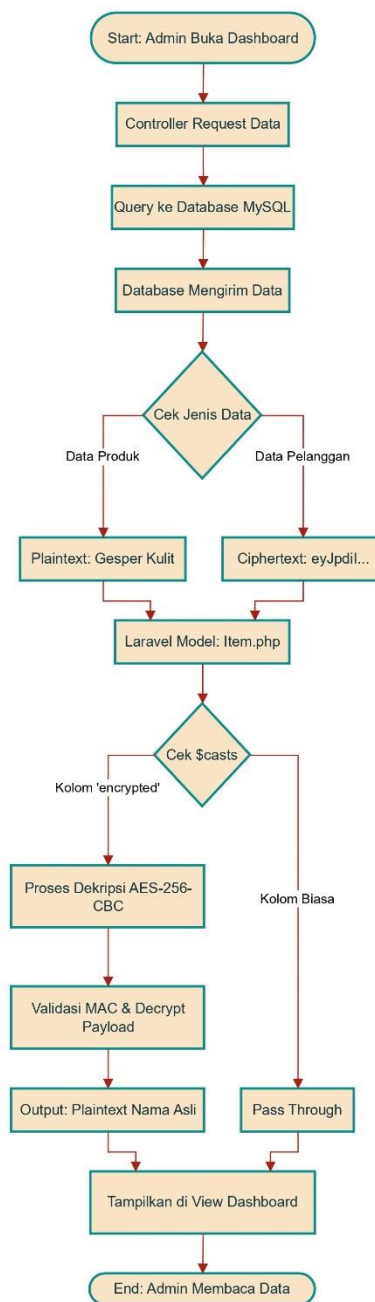 Start: Admin Buka Dashboard
Controller Request Data
Query ke Database MySQL
Database Mengirim Data
Cek Jenis Data
Data Produk
Data Pelanggan
Plaintext: Gesper Kulit
Ciphertext: eyJpdiI...
Laravel Model: Item.php
Cek $casts
Kolom 'encrypted'
Proses Dekripsi AES-256-
CBC
Kolom Biasa
Validasi MAC & Decrypt
Payload
Output: Plaintext Nama Asli
Pass Through
Tampilkan di View Dashboard
End: Admin Membaca Data